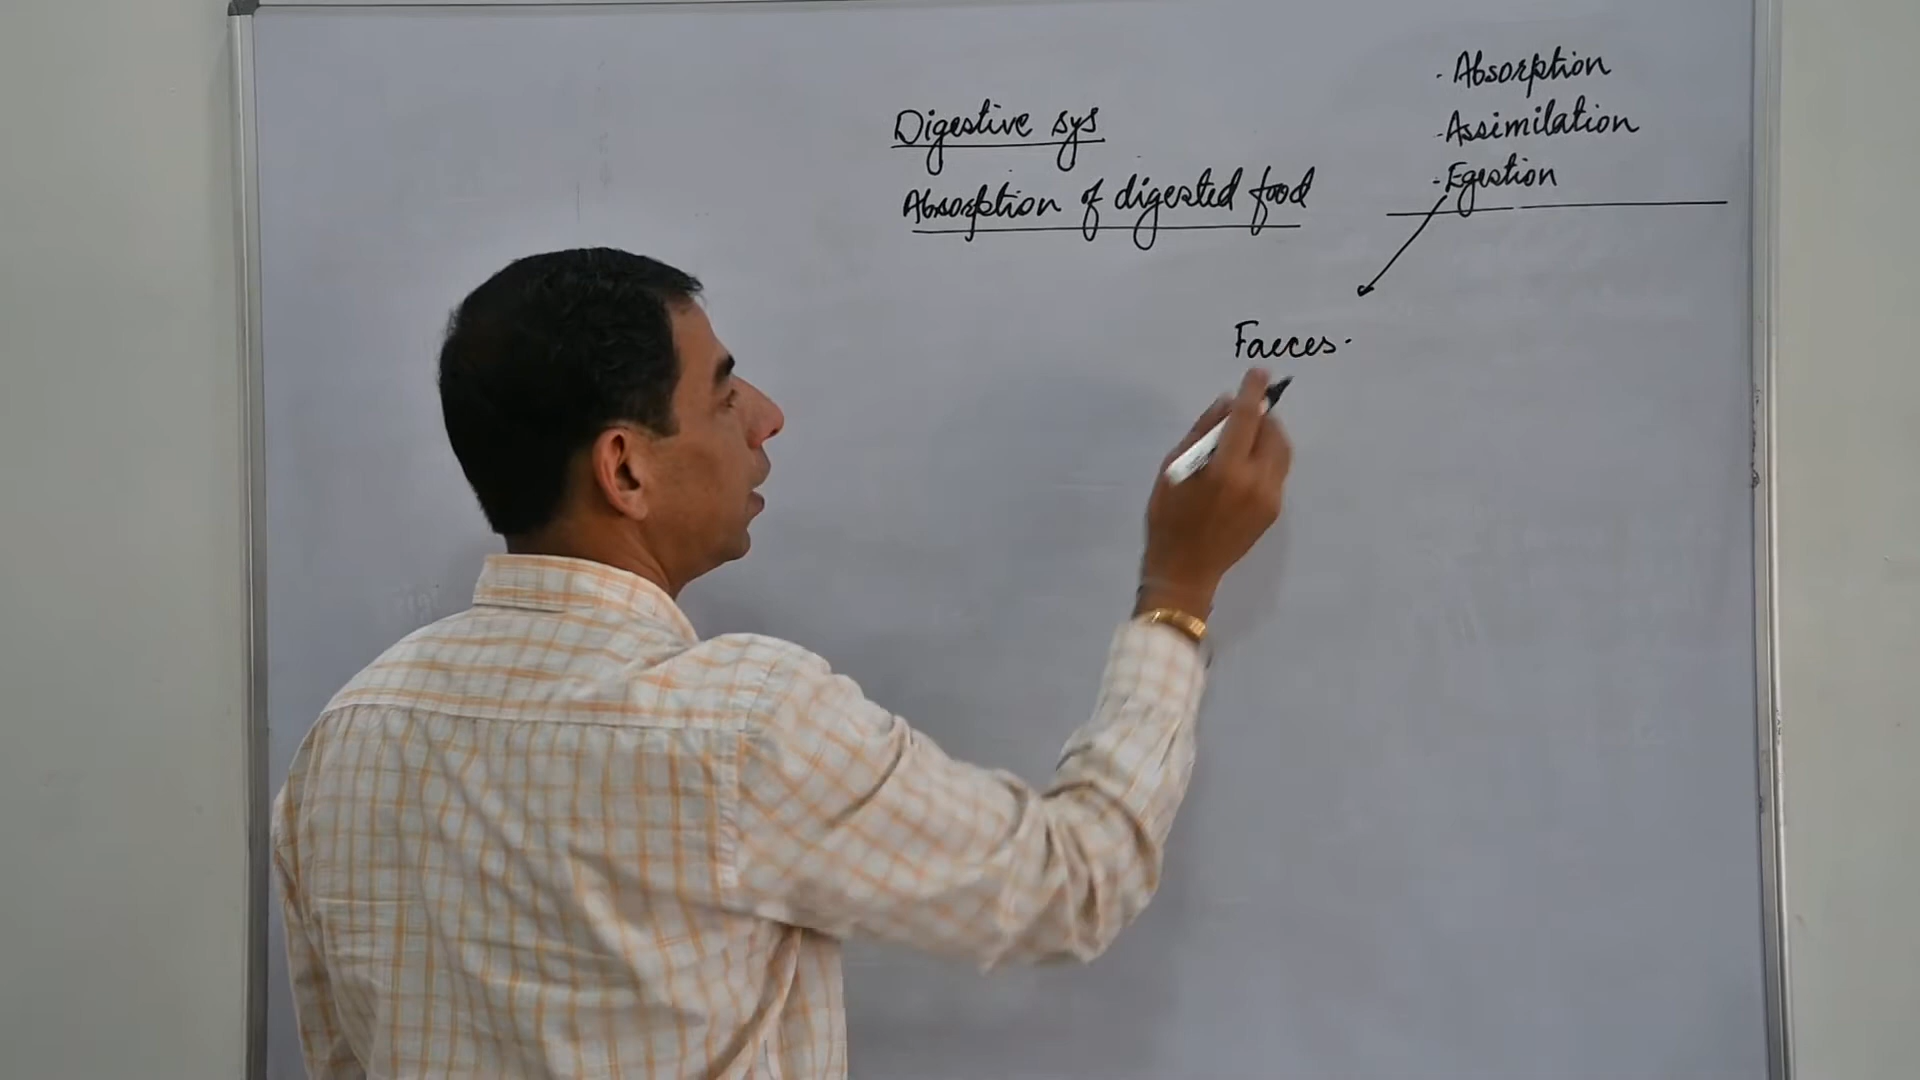 Digestive sys
Absorption of digested food
· Absorption
- Assimilation
- Egestion
Faeces.